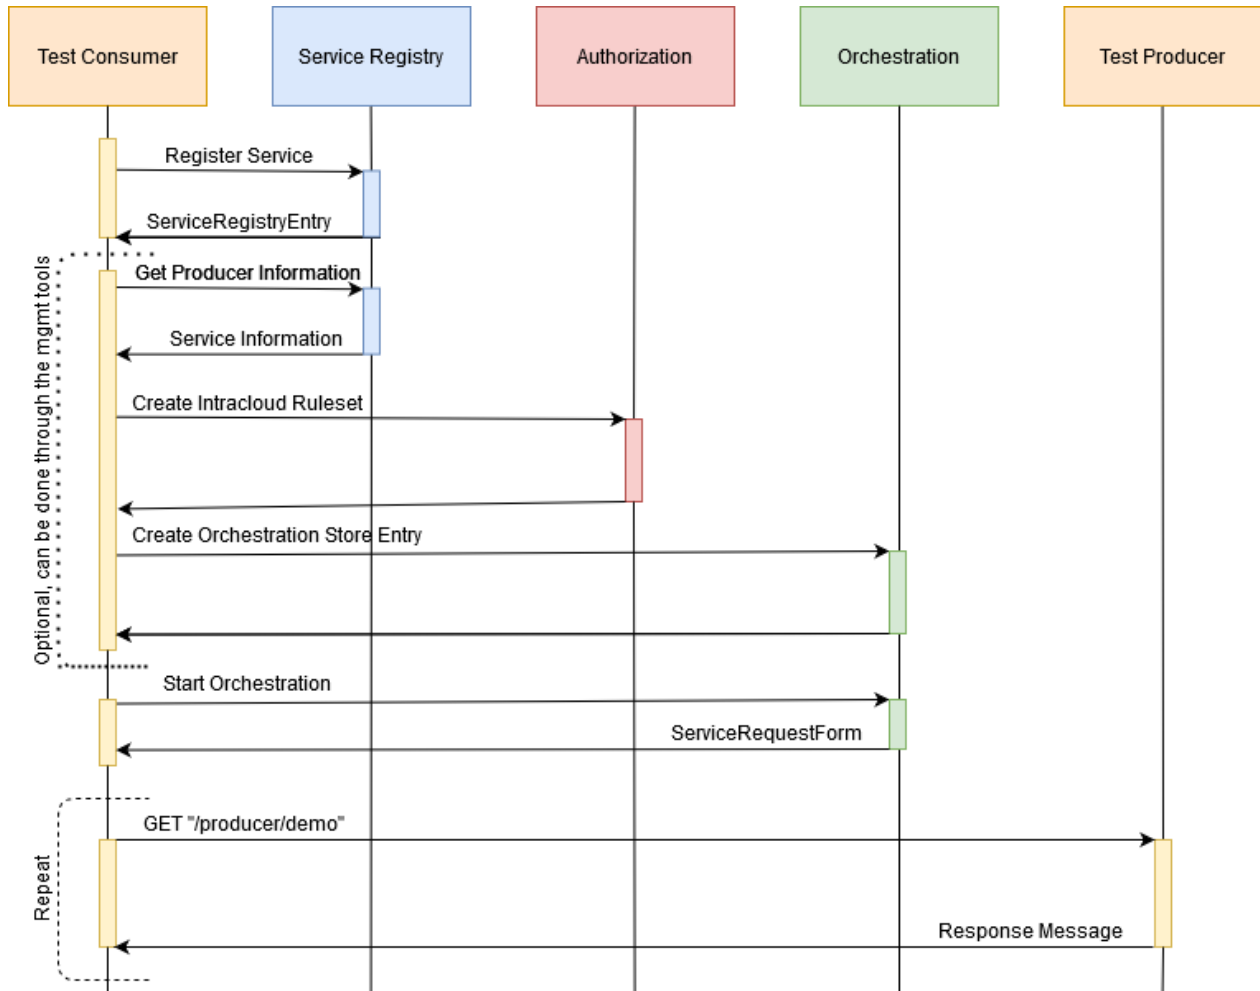 Test Consumer
Service Registry
Authorization
Orchestration
Test Producer
Register Service
ServiceRegistryEntry
Optional, can be done through the mgmt tools
Get Producer Information
Service Information
Create Intracloud Ruleset
Create Orchestration Store Entry
Start Orchestration
ServiceRequestForm
Repeat
GET "/producer/demo"
Response Message